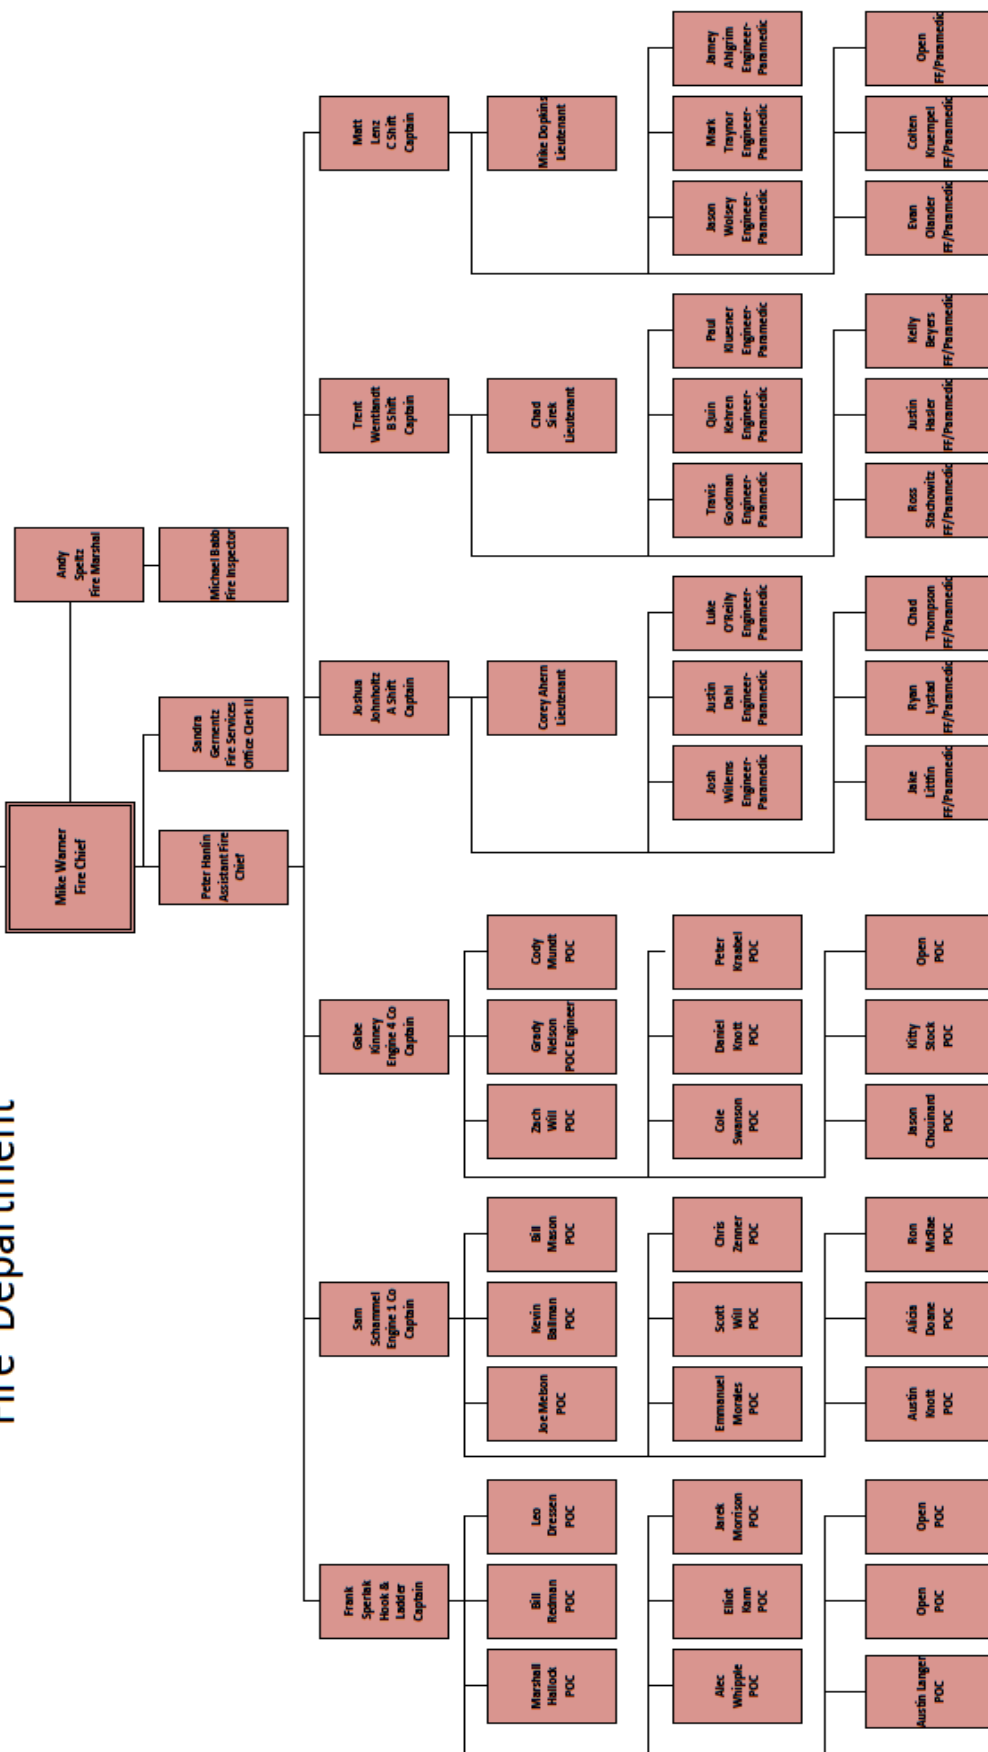 Fire Department
Mike Warner
Fire Chief
Andy
Speltz
Fire Marshal
Peter Hanlin
Assistant Fire
Chief
Sandra
Gernentz
Fire Services
Office Clerk II
Michael Babb
Fire Inspector
Frank
Sperlak
Hook &
Ladder
Captain
Sam
Schammel
Engine 1 Co
Captain
Gabe
Kinney
Engine 4 Co
Captain
Joshua
Johnholtz
A Shift
Captain
Trent
Wentlandt
B Shift
Captain
Matt
Lenz
C Shift
Captain
Marshall
Hallock
POC
Bill
Redman
POC
Leo
Dressen
POC
Joe Melson
POC
Kevin
Ballman
POC
Bill
Mason
POC
Zach
Will
POC
Grady
Nelson
POC Engineer
Cody
Mundt
POC
Corey Ahern
Lieutenant
Chad
Sirek
Lieutenant
Mike Dopkins
Lieutenant
Alec
Whipple
POC
Elliot
Kann
POC
Jarek
Morrison
POC
Emmanuel
Morales
POC
Scott
Will
POC
Chris
Zenner
POC
Cole
Swanson
POC
Daniel
Knott
POC
Peter
Kraabel
POC
Josh
Willems
Engineer-
Paramedic
Justin
Dahl
Engineer-
Paramedic
Luke
O'Reilly
Engineer-
Paramedic
Travis
Goodman
Engineer-
Paramedic
Quin
Kehren
Engineer-
Paramedic
Paul
Kluesner
Engineer-
Paramedic
Jason
Wolsey
Engineer-
Paramedic
Mark
Traynor
Engineer-
Paramedic
Jamey
Ahlgrim
Engineer-
Paramedic
Austin Langer
POC
Open
POC
Open
POC
Austin
Knott
POC
Alicia
Doane
POC
Ron
McRae
POC
Jason
Chouinard
POC
Kitty
Stock
POC
Open
POC
Jake
Littfin
FF/Paramedic
Ryan
Lystad
FF/Paramedic
Chad
Thompson
FF/Paramedic
Ross
Stachowitz
FF/Paramedic
Justin
Hasler
FF/Paramedic
Kelly
Beyers
FF/Paramedic
Evan
Olander
FF/Paramedic
Colten
Kruempel
FF/Paramedic
Open
FF/Paramedic